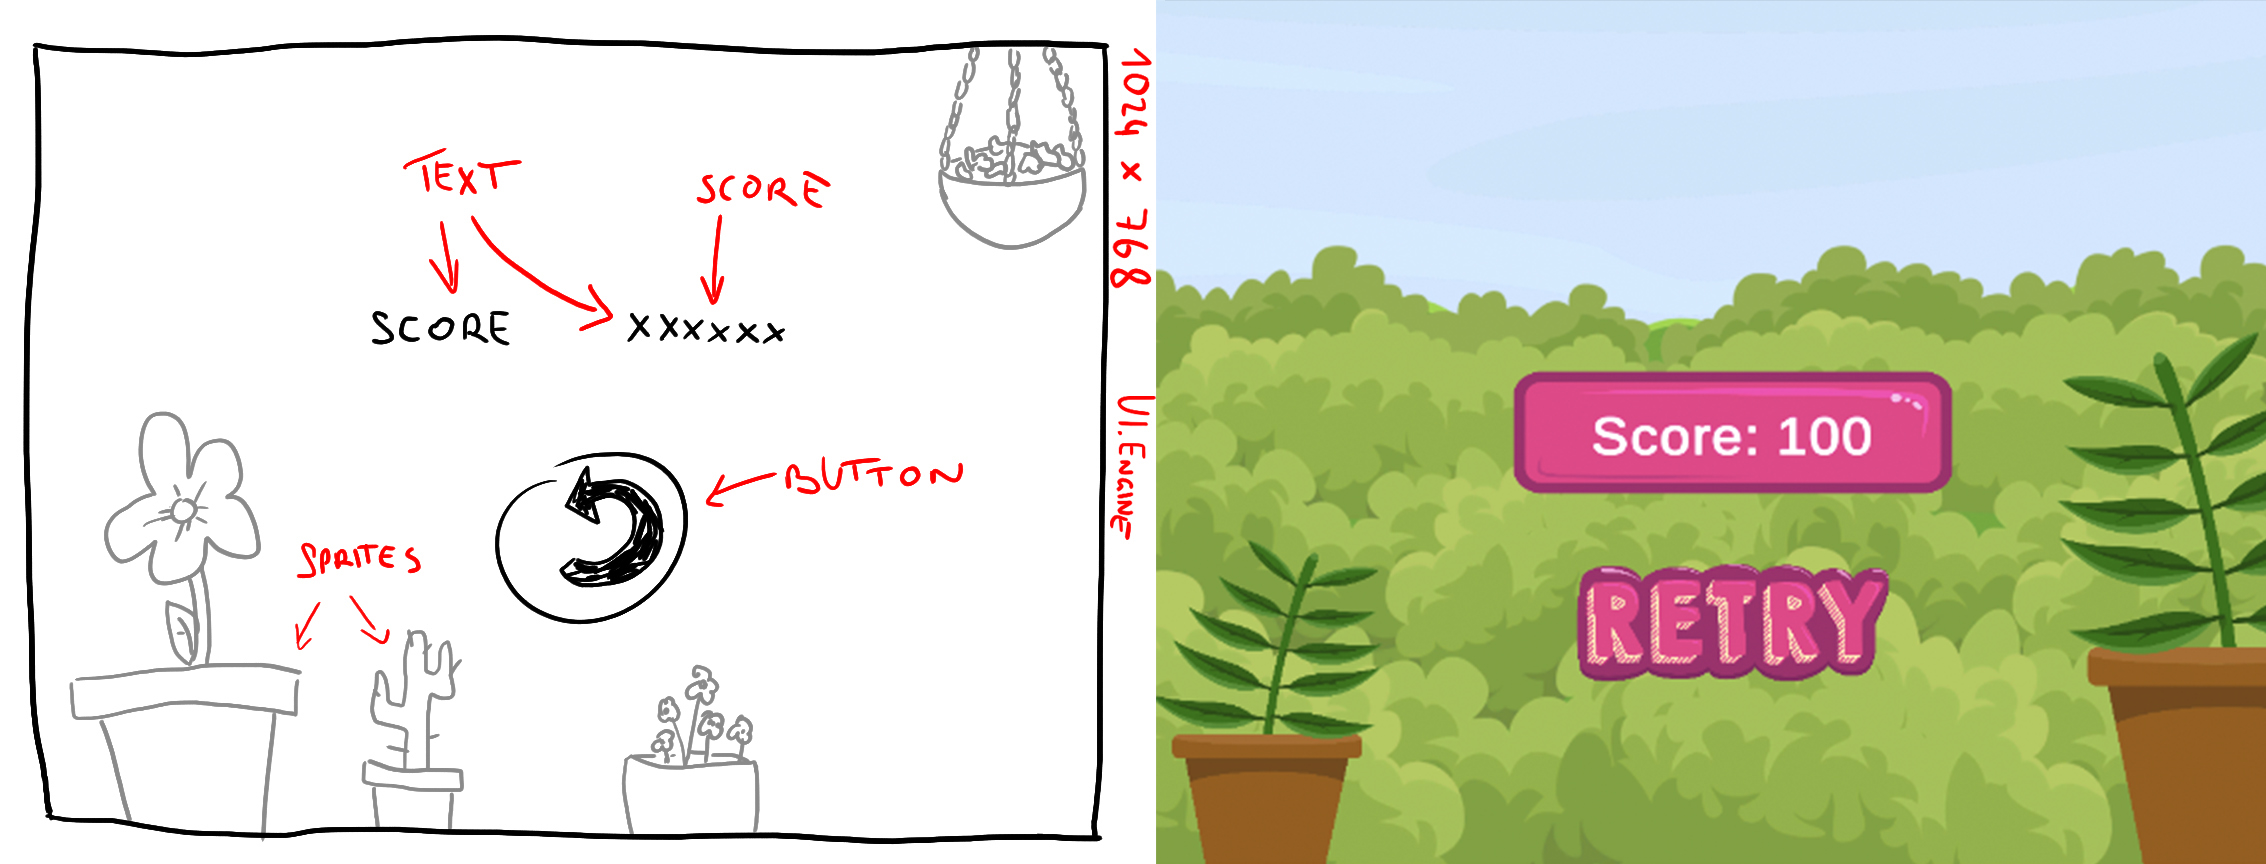 TEXT
SCORE
SCORE
xxxxxx
BUTTON
SPRITES
1024 x 768
UI.ENGINE
Score: 100
RETRY